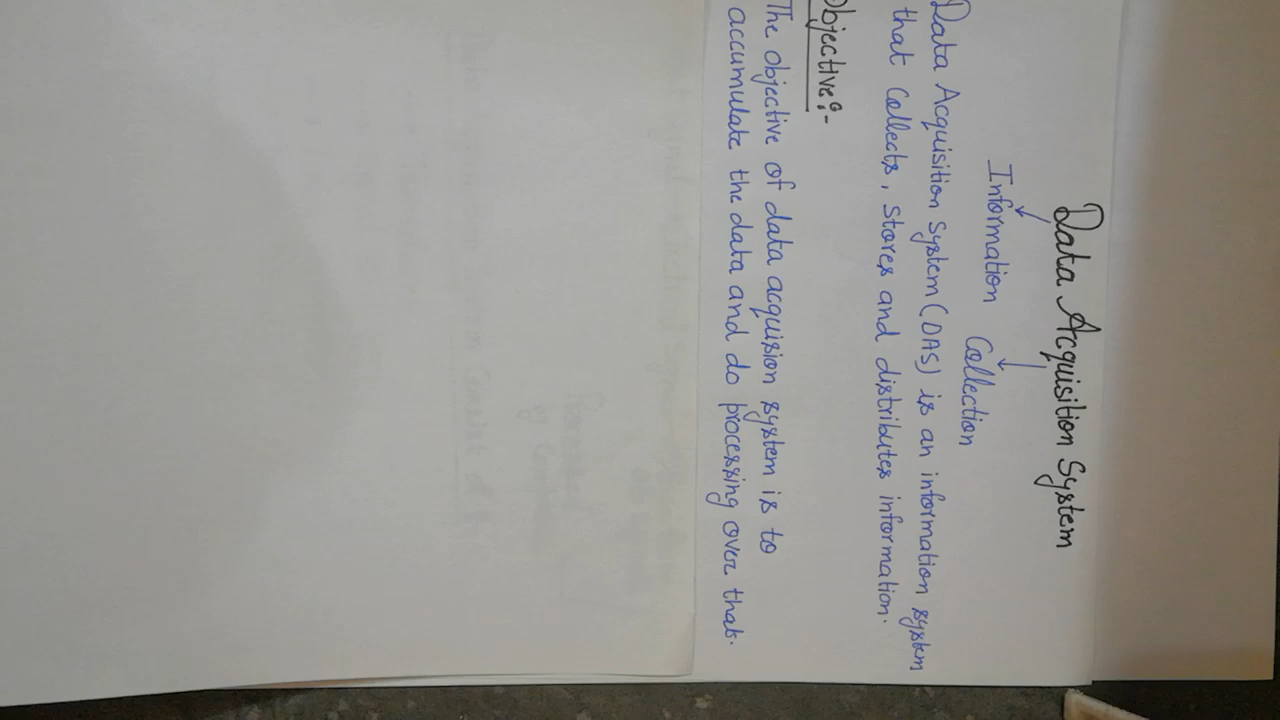 Data Acquisition System
Information Collection
Data Acquisition System (DAS) is an information system
that Collects, Stores and distributes information.
Objective:-
The objective of data acquision system is to
accumulate the data and do processing over that.